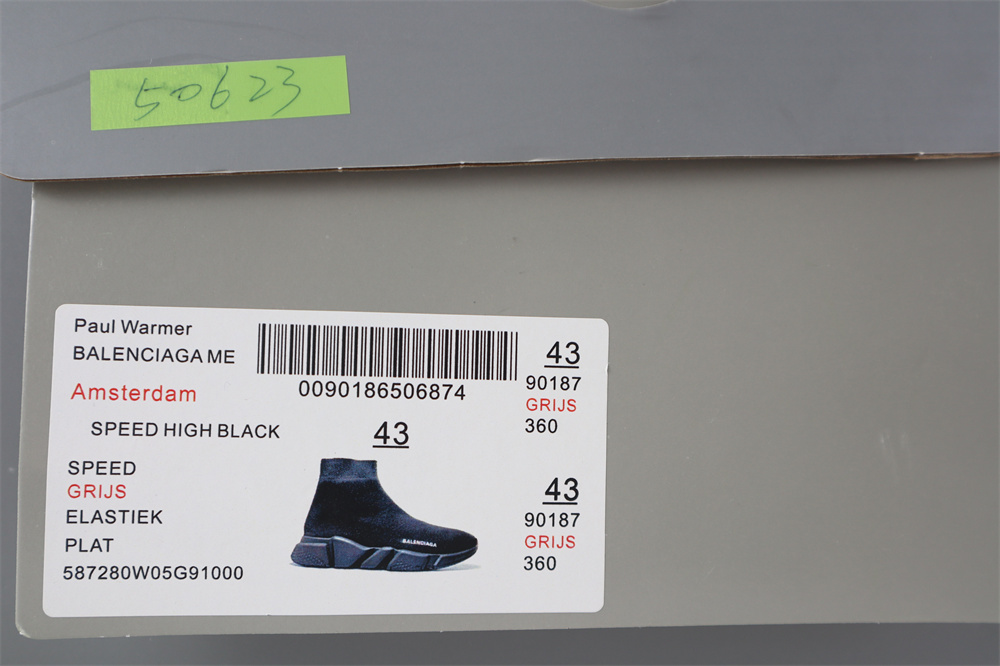 50623
Paul Warmer
BALENCIAGA ME
Amsterdam
0090186506874
SPEED HIGH BLACK
43
SPEED
GRIJS
ELASTIEK
PLAT
587280W05G91000
BALENCIAGA
43
90187
GRIJS
360
43
90187
GRIJS
360